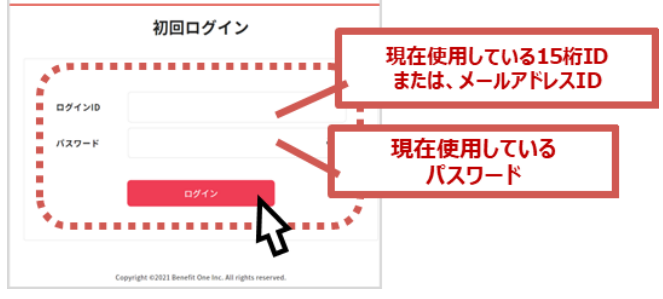 初回ログイン
現在使用している15桁ID
または、メールアドレスID
ログインID
パスワード
現在使用している
パスワード
ログイン
Copyright ©2021 Benefit One Inc. All rights reserved.